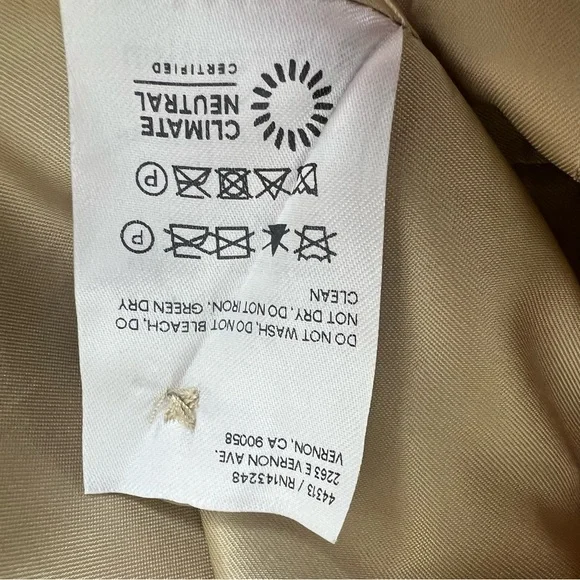 44313 / RN143248
2263 E VERNON AVE.
VERNON, CA 90058
DO NOT WASH, DO NOT BLEACH, DO
NOT DRY, DO NOT IRON, GREEN DRY
CLEAN
P
P
CLIMATE
NEUTRAL
CERTIFIED